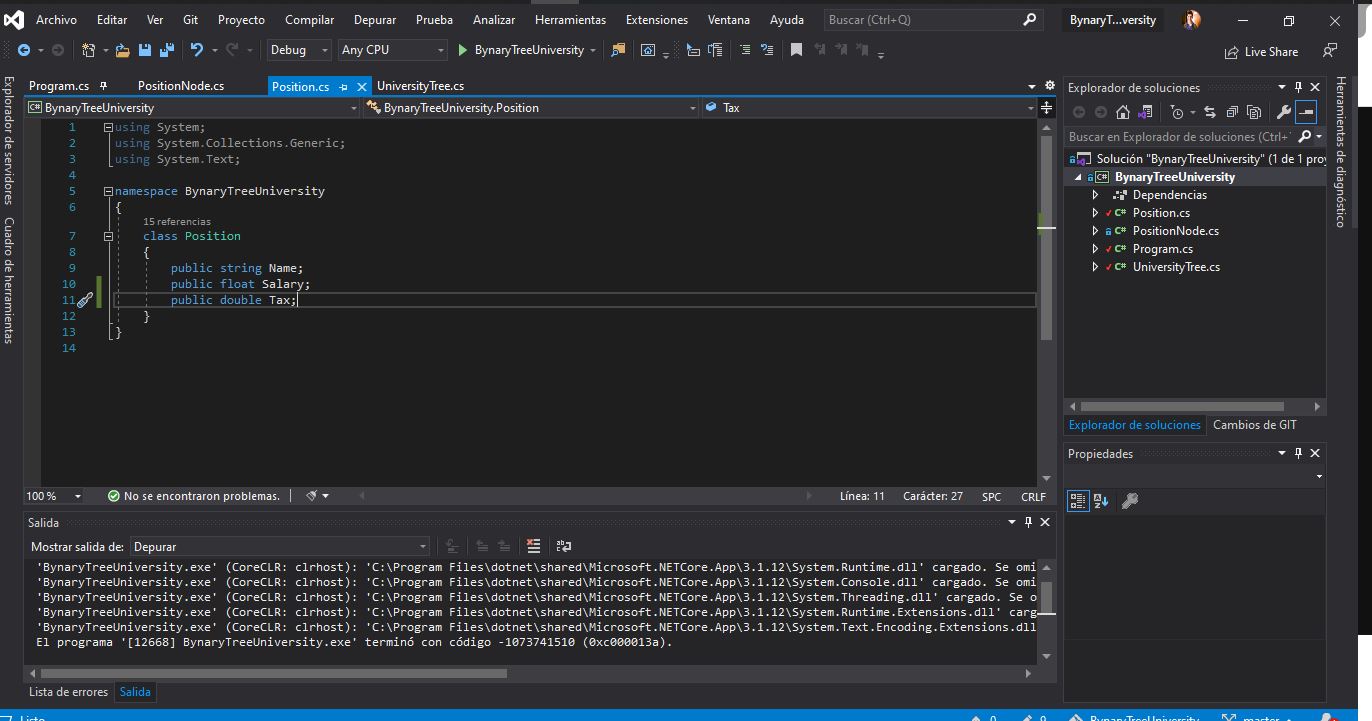 Archivo Editar Ver Git Proyecto Compilar Depurar Prueba Analizar Herramientas Extensiones Ventana Ayuda Buscar (Ctrl+Q) BynaryT...versity
Debug Any CPU BynaryTreeUniversity Live Share
Explorador de servidores
Cuadro de herramientas
Program.cs PositionNode.cs Position.cs UniversityTree.cs
BynaryTreeUniversity BynaryTreeUniversity.Position Tax
1 using System;
2 using System.Collections.Generic;
3 using System.Text;
4
5 namespace BynaryTreeUniversity
6 {
15 referencias
7 class Position
8 {
9 public string Name;
10 public float Salary;
11 public double Tax;
12 }
13 }
14
100 % No se encontraron problemas. Línea: 11 Carácter: 27 SPC CRLF
Salida
Mostrar salida de: Depurar
'BynaryTreeUniversity.exe' (CoreCLR: clrhost): 'C:\Program Files\dotnet\shared\Microsoft.NETCore.App\3.1.12\System.Runtime.dll' cargado. Se omi
'BynaryTreeUniversity.exe' (CoreCLR: clrhost): 'C:\Program Files\dotnet\shared\Microsoft.NETCore.App\3.1.12\System.Console.dll' cargado. Se omi
'BynaryTreeUniversity.exe' (CoreCLR: clrhost): 'C:\Program Files\dotnet\shared\Microsoft.NETCore.App\3.1.12\System.Threading.dll' cargado. Se o
'BynaryTreeUniversity.exe' (CoreCLR: clrhost): 'C:\Program Files\dotnet\shared\Microsoft.NETCore.App\3.1.12\System.Runtime.Extensions.dll' carg
'BynaryTreeUniversity.exe' (CoreCLR: clrhost): 'C:\Program Files\dotnet\shared\Microsoft.NETCore.App\3.1.12\System.Text.Encoding.Extensions.dll
El programa '[12668] BynaryTreeUniversity.exe' terminó con código -1073741510 (0xc000013a).
Lista de errores Salida
Explorador de soluciones
Buscar en Explorador de soluciones (Ctrl+
Solución "BynaryTreeUniversity" (1 de 1 proy
BynaryTreeUniversity
Dependencias
C# Position.cs
C# PositionNode.cs
C# Program.cs
C# UniversityTree.cs
Explorador de soluciones Cambios de GIT
Propiedades
Herramientas de diagnóstico
Listo 0 9 BynaryTreeUniversity master